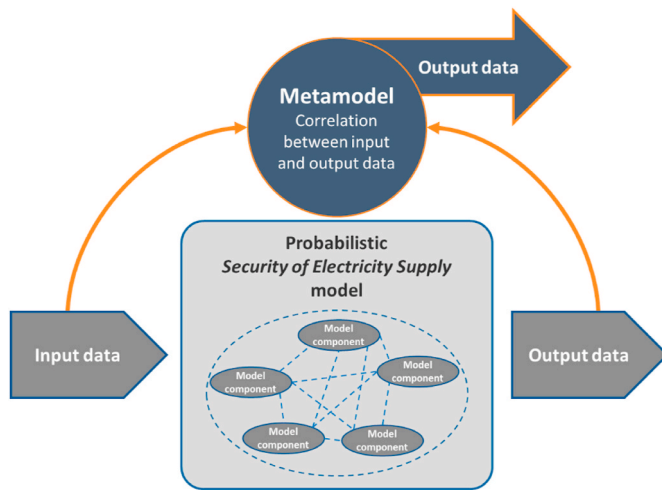 Output data
Metamodel
Correlation
between input
and output data
Probabilistic
Security of Electricity Supply
model
Input data
Output data
Model
component
Model
component
Model
component
Model
component
Model
component